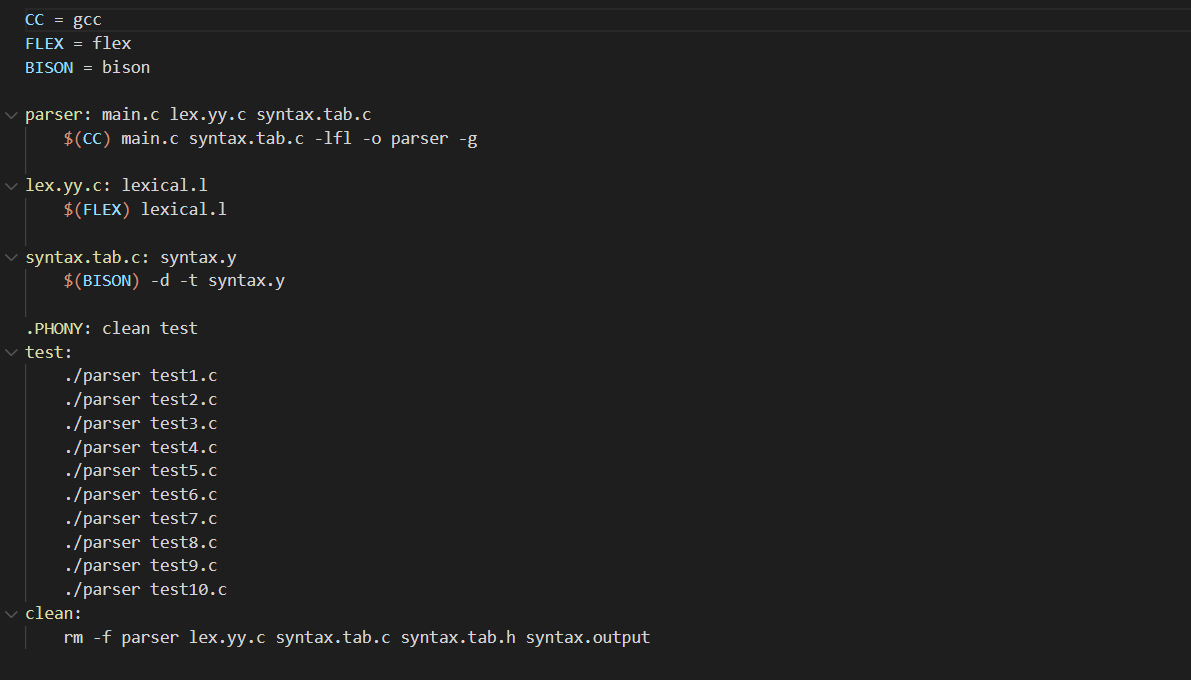 CC = gcc
FLEX = flex
BISON = bison
parser: main.c lex.yy.c syntax.tab.c
$(CC) main.c syntax.tab.c -lfl -o parser -g
lex.yy.c: lexical.l
$(FLEX) lexical.l
syntax.tab.c: syntax.y
$(BISON) -d -t syntax.y
.PHONY: clean test
test:
./parser test1.c
./parser test2.c
./parser test3.c
./parser test4.c
./parser test5.c
./parser test6.c
./parser test7.c
./parser test8.c
./parser test9.c
./parser test10.c
clean:
rm -f parser lex.yy.c syntax.tab.c syntax.tab.h syntax.output